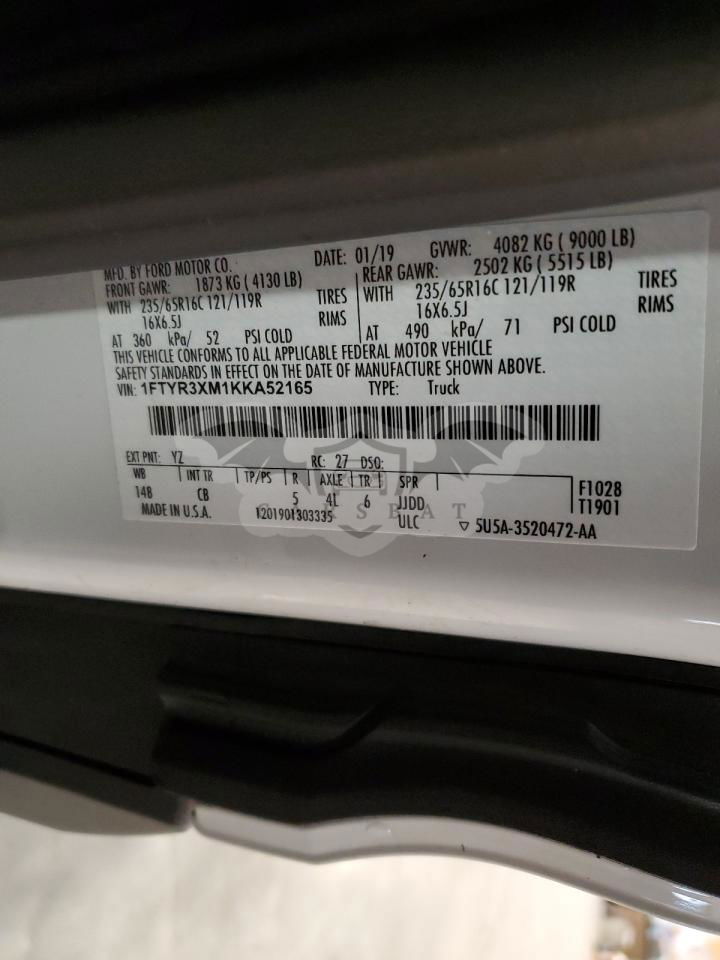 MFD. BY FORD MOTOR CO. DATE: 01/19 GVWR: 4082 KG ( 9000 LB)
FRONT GAWR: 1873 KG ( 4130 LB) REAR GAWR: 2502 KG ( 5515 LB)
WITH 235/65R16C 121/119R TIRES WITH 235/65R16C 121/119R TIRES
16X6.5J RIMS 16X6.5J RIMS
AT 360 kPa/ 52 PSI COLD AT 490 kPa/ 71 PSI COLD
THIS VEHICLE CONFORMS TO ALL APPLICABLE FEDERAL MOTOR VEHICLE
SAFETY STANDARDS IN EFFECT ON THE DATE OF MANUFACTURE SHOWN ABOVE.
VIN: 1FTYR3XM1KKA52165 TYPE: Truck
EXT PNT: YZ RC: 27 DSO:
WB INT TR TP/PS R AXLE TR SPR
148 CB 5 4L 6 JJDD F1028
T1901
MADE IN U.S.A. 1201901303335 ULC ▽ 5U5A-3520472-AA
CARSBEAT